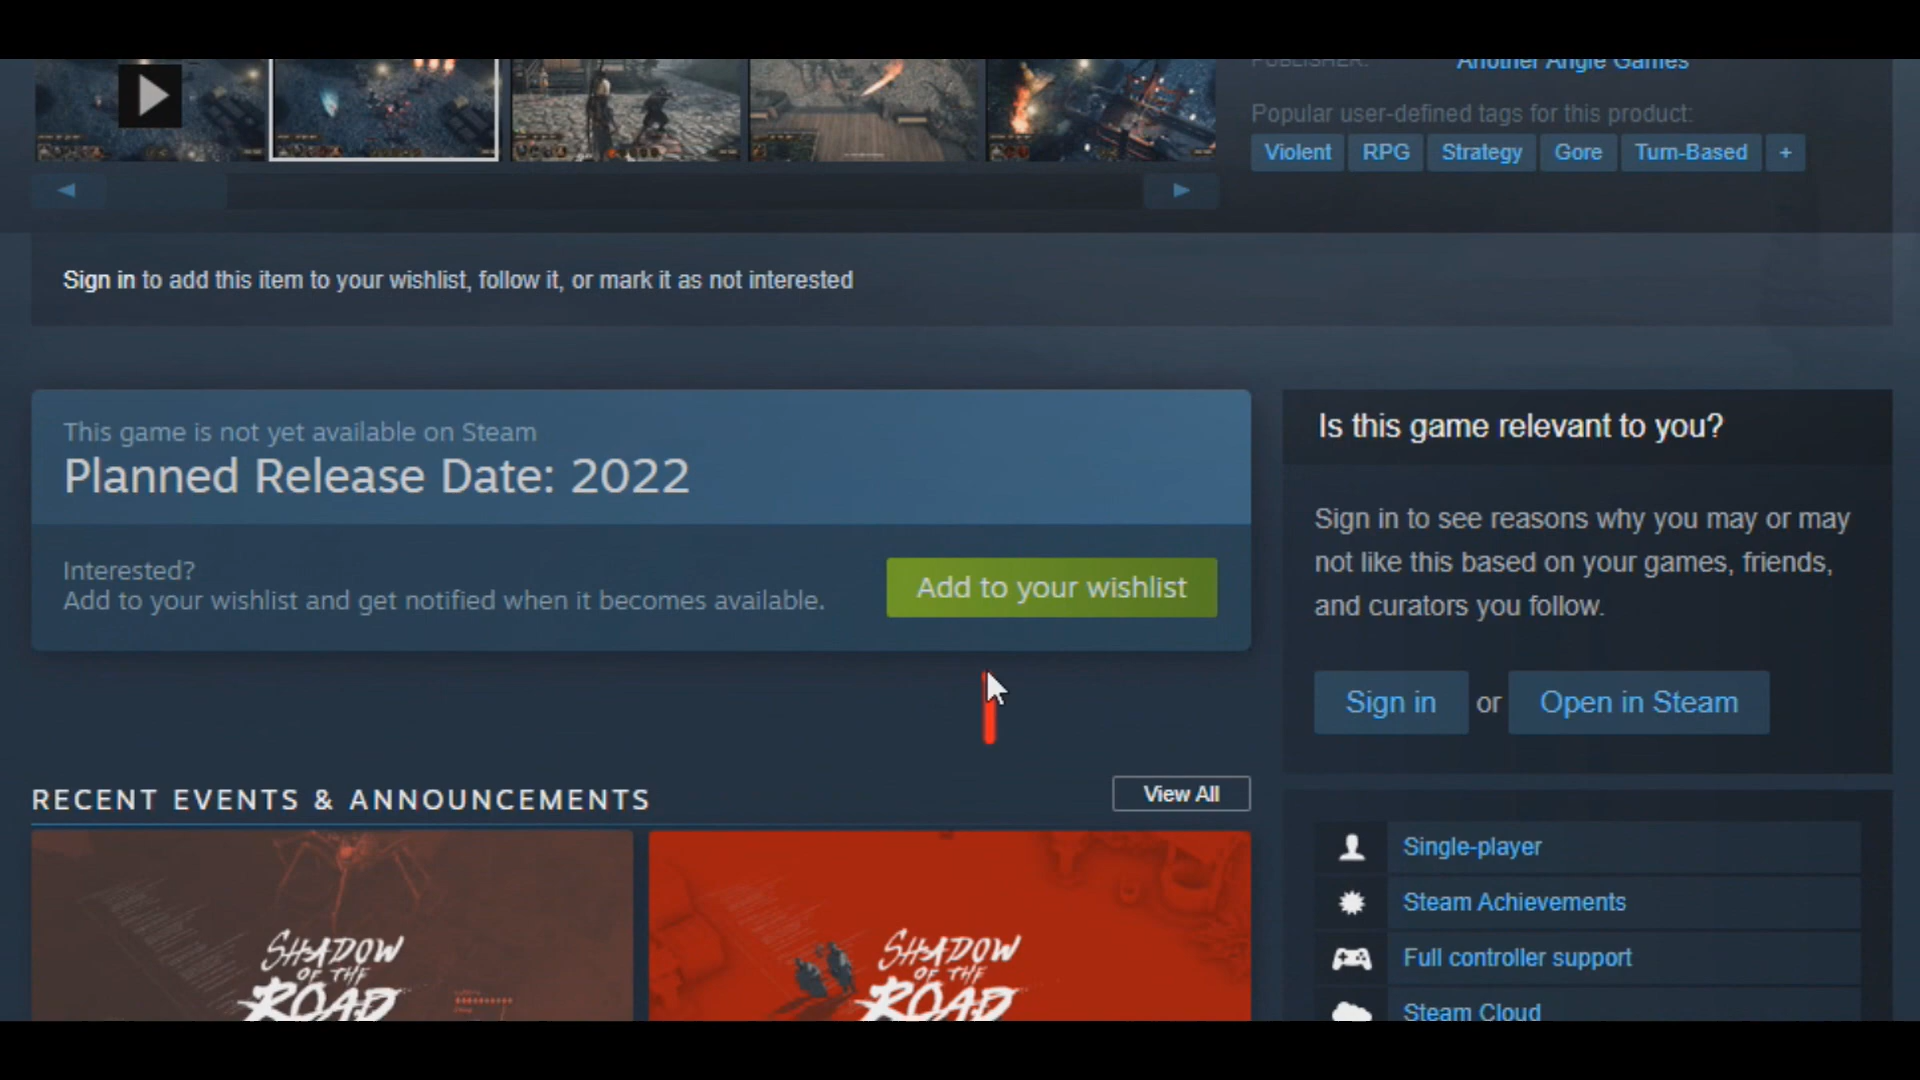 PUBLISHER: Another Angle Games
Popular user-defined tags for this product:
Violent RPG Strategy Gore Turn-Based +
Sign in to add this item to your wishlist, follow it, or mark it as not interested
This game is not yet available on Steam
Planned Release Date: 2022
Interested?
Add to your wishlist and get notified when it becomes available.
Add to your wishlist
Is this game relevant to you?
Sign in to see reasons why you may or may
not like this based on your games, friends,
and curators you follow.
Sign in or Open in Steam
RECENT EVENTS & ANNOUNCEMENTS
View All
SHADOW
OF THE
ROAD
SHADOW
OF THE
ROAD
Single-player
Steam Achievements
Full controller support
Steam Cloud